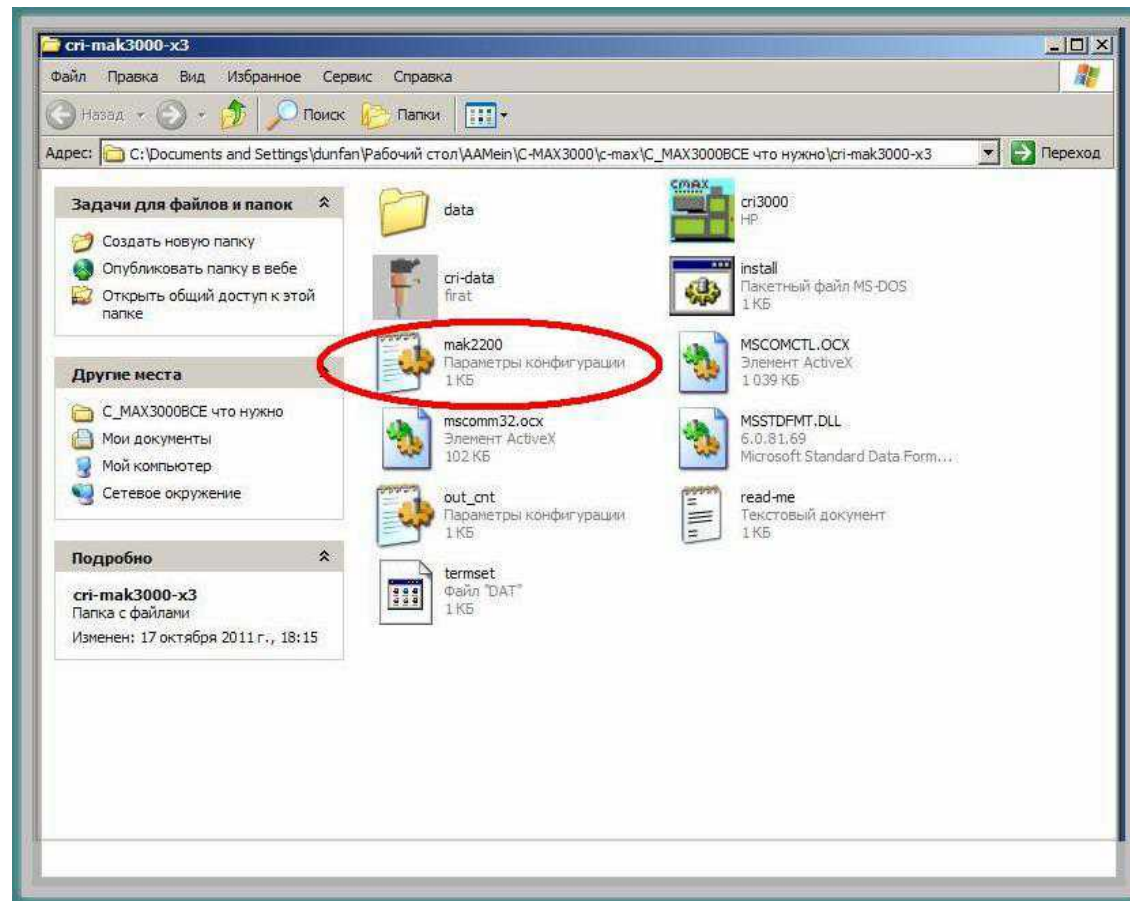 cri-mak3000-x3
Файл Правка Вид Избранное Сервис Справка
Назад Поиск Папки
Адрес: C:\Documents and Settings\dunfan\Рабочий стол\AAMein\C-MAX3000\c-max\C_MAX3000ВСЕ что нужно\cri-mak3000-x3 Переход
Задачи для файлов и папок
Создать новую папку
Опубликовать папку в вебе
Открыть общий доступ к этой
папке
Другие места
C_MAX3000ВСЕ что нужно
Мои документы
Мой компьютер
Сетевое окружение
Подробно
cri-mak3000-x3
Папка с файлами
Изменен: 17 октября 2011 г., 18:15
data
CMAX
cri3000
HP
cri-data
firat
install
Пакетный файл MS-DOS
1 КБ
mak2200
Параметры конфигурации
1 КБ
MSCOMCTL.OCX
Элемент ActiveX
1 039 КБ
mscomm32.ocx
Элемент ActiveX
102 КБ
MSSTDFMT.DLL
6.0.81.69
Microsoft Standard Data Form...
out_cnt
Параметры конфигурации
1 КБ
read-me
Текстовый документ
1 КБ
termset
Файл "DAT"
1 КБ